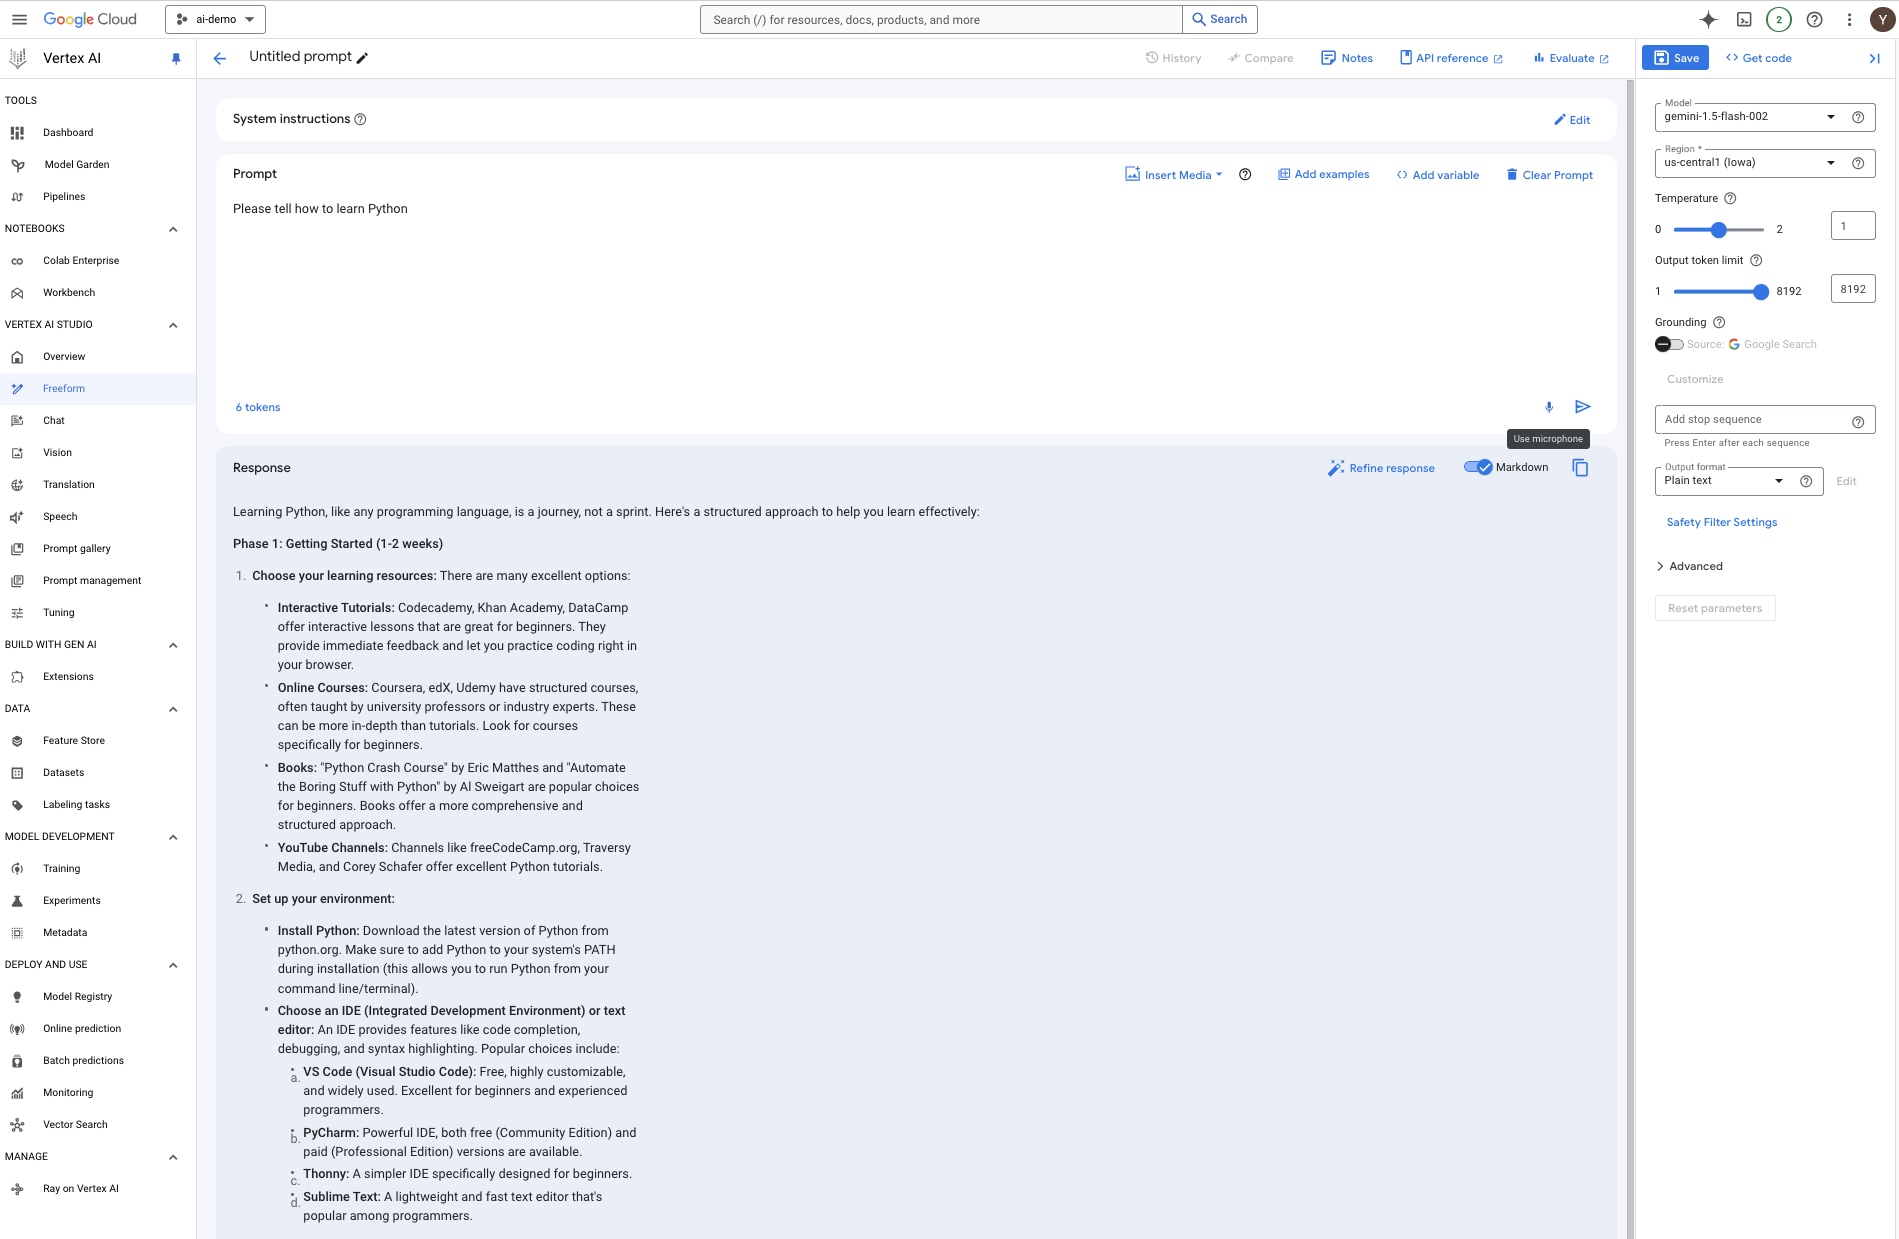 Google Cloud
ai-demo
Search (/) for resources, docs, products, and more
Search
2
Y
Vertex AI
Untitled prompt
History
Compare
Notes
API reference
Evaluate
Save
Get code
TOOLS
Dashboard
Model Garden
Pipelines
NOTEBOOKS
Colab Enterprise
Workbench
VERTEX AI STUDIO
Overview
Freeform
Chat
Vision
Translation
Speech
Prompt gallery
Prompt management
Tuning
BUILD WITH GEN AI
Extensions
DATA
Feature Store
Datasets
Labeling tasks
MODEL DEVELOPMENT
Training
Experiments
Metadata
DEPLOY AND USE
Model Registry
Online prediction
Batch predictions
Monitoring
Vector Search
MANAGE
Ray on Vertex AI
System instructions
Edit
Prompt
Insert Media
Add examples
Add variable
Clear Prompt
Please tell how to learn Python
6 tokens
Use microphone
Response
Refine response
Markdown
Learning Python, like any programming language, is a journey, not a sprint. Here's a structured approach to help you learn effectively:
Phase 1: Getting Started (1-2 weeks)
1. Choose your learning resources: There are many excellent options:
• Interactive Tutorials: Codecademy, Khan Academy, DataCamp
offer interactive lessons that are great for beginners. They
provide immediate feedback and let you practice coding right in
your browser.
• Online Courses: Coursera, edX, Udemy have structured courses,
often taught by university professors or industry experts. These
can be more in-depth than tutorials. Look for courses
specifically for beginners.
• Books: "Python Crash Course" by Eric Matthes and "Automate
the Boring Stuff with Python" by Al Sweigart are popular choices
for beginners. Books offer a more comprehensive and
structured approach.
• YouTube Channels: Channels like freeCodeCamp.org, Traversy
Media, and Corey Schafer offer excellent Python tutorials.
2. Set up your environment:
• Install Python: Download the latest version of Python from
python.org. Make sure to add Python to your system's PATH
during installation (this allows you to run Python from your
command line/terminal).
• Choose an IDE (Integrated Development Environment) or text
editor: An IDE provides features like code completion,
debugging, and syntax highlighting. Popular choices include:
a. VS Code (Visual Studio Code): Free, highly customizable,
and widely used. Excellent for beginners and experienced
programmers.
b. PyCharm: Powerful IDE, both free (Community Edition) and
paid (Professional Edition) versions are available.
c. Thonny: A simpler IDE specifically designed for beginners.
d. Sublime Text: A lightweight and fast text editor that's
popular among programmers.
Model
gemini-1.5-flash-002
Region *
us-central1 (Iowa)
Temperature
0 2 1
Output token limit
1 8192 8192
Grounding
Source: Google Search
Customize
Add stop sequence
Press Enter after each sequence
Output format
Plain text
Edit
Safety Filter Settings
Advanced
Reset parameters